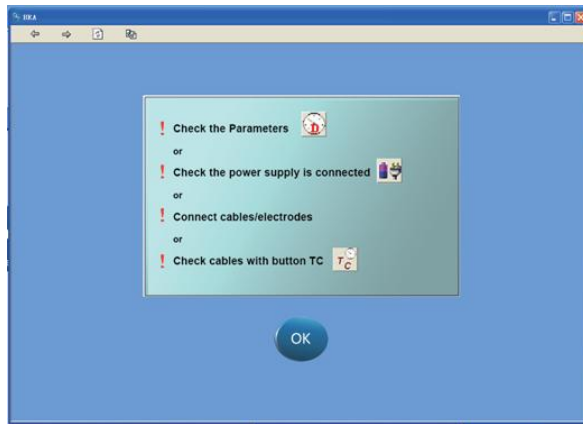 HRA
Check the Parameters D
or
Check the power supply is connected
or
Connect cables/electrodes
or
Check cables with button TC TC
OK